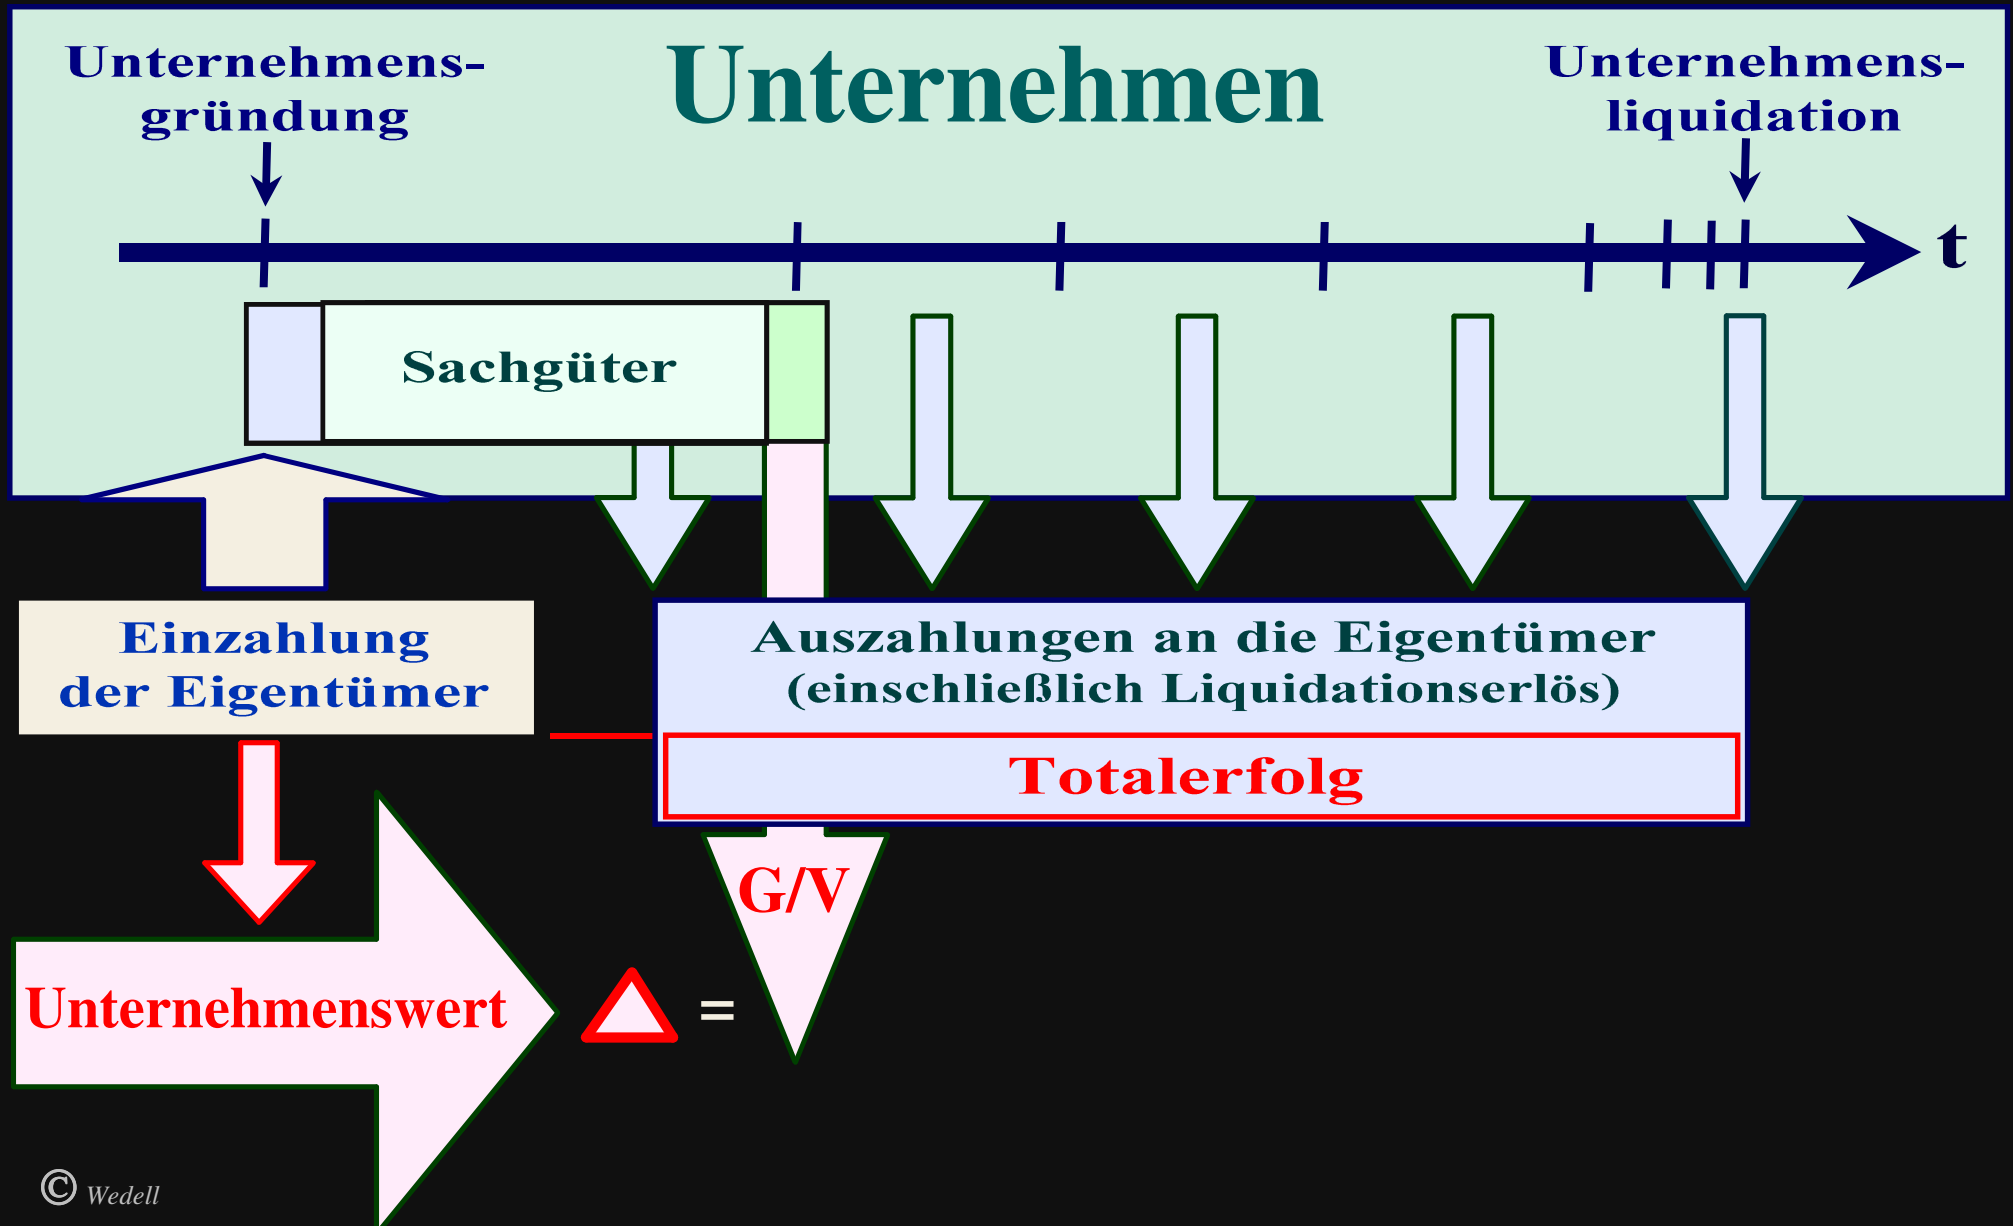 Unternehmen
Unternehmens-
gründung
Unternehmens-
liquidation
t
Sachgüter
Einzahlung
der Eigentümer
Auszahlungen an die Eigentümer
(einschließlich Liquidationserlös)
Totalerfolg
G/V
Unternehmenswert
=
© Wedell